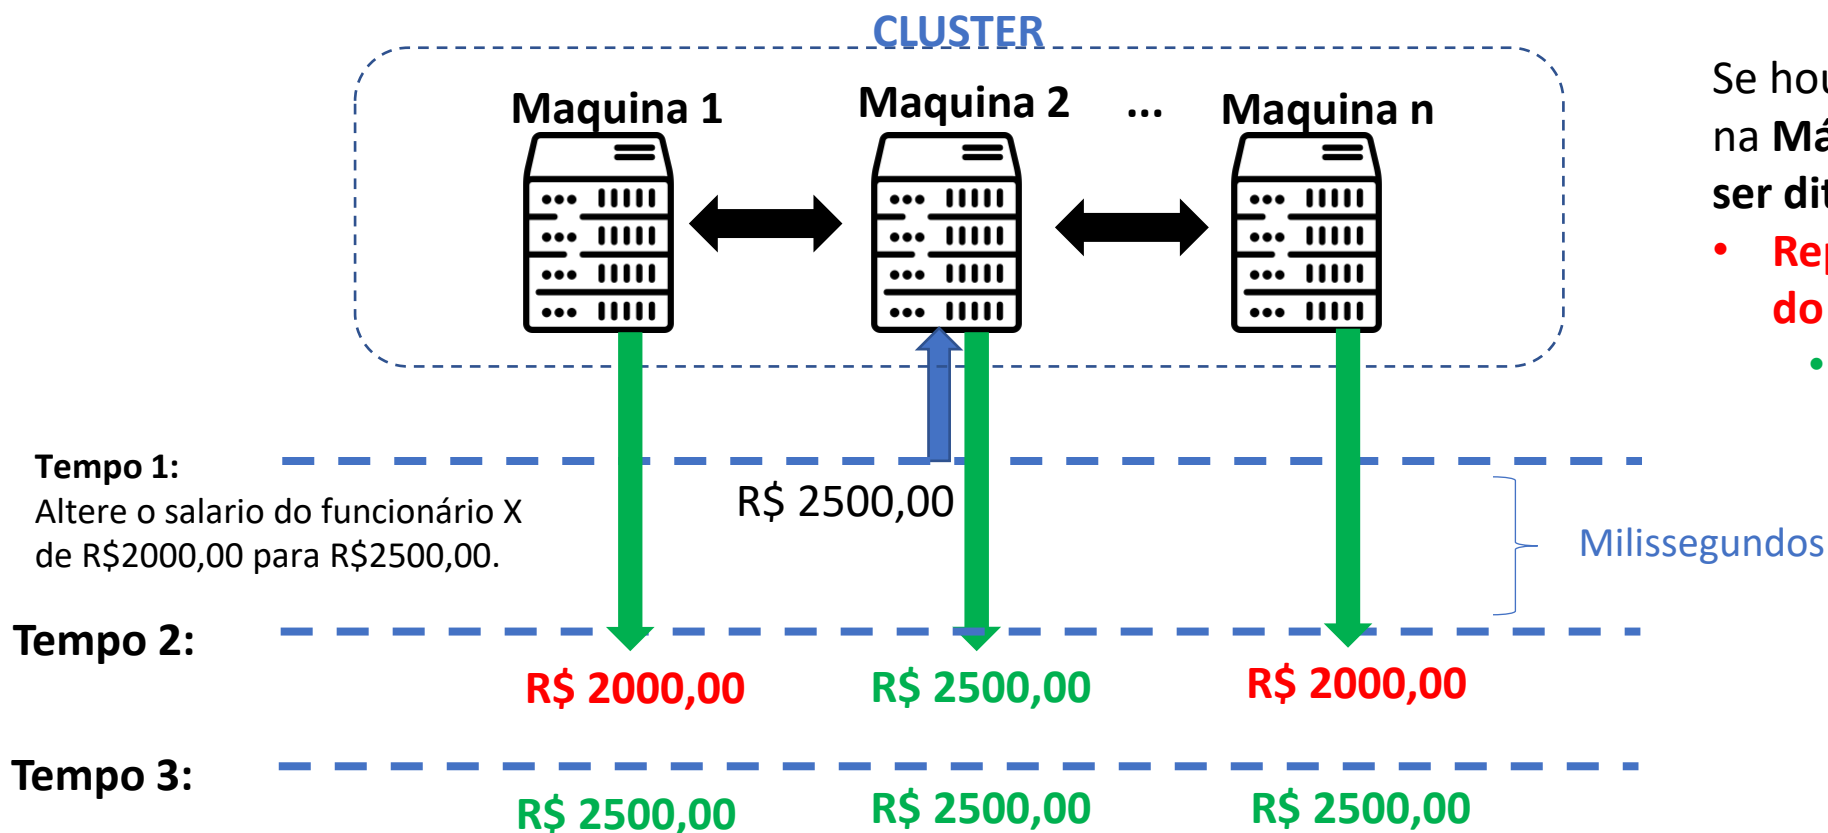 CLUSTER
Maquina 1
Maquina 2
...
Maquina n
Se hou
na Má
ser dit
• Rep
do
•
Tempo 1:
Altere o salario do funcionário X
de R$2000,00 para R$2500,00.
R$ 2500,00
Milissegundos
Tempo 2:
R$ 2000,00
R$ 2500,00
R$ 2000,00
Tempo 3:
R$ 2500,00
R$ 2500,00
R$ 2500,00